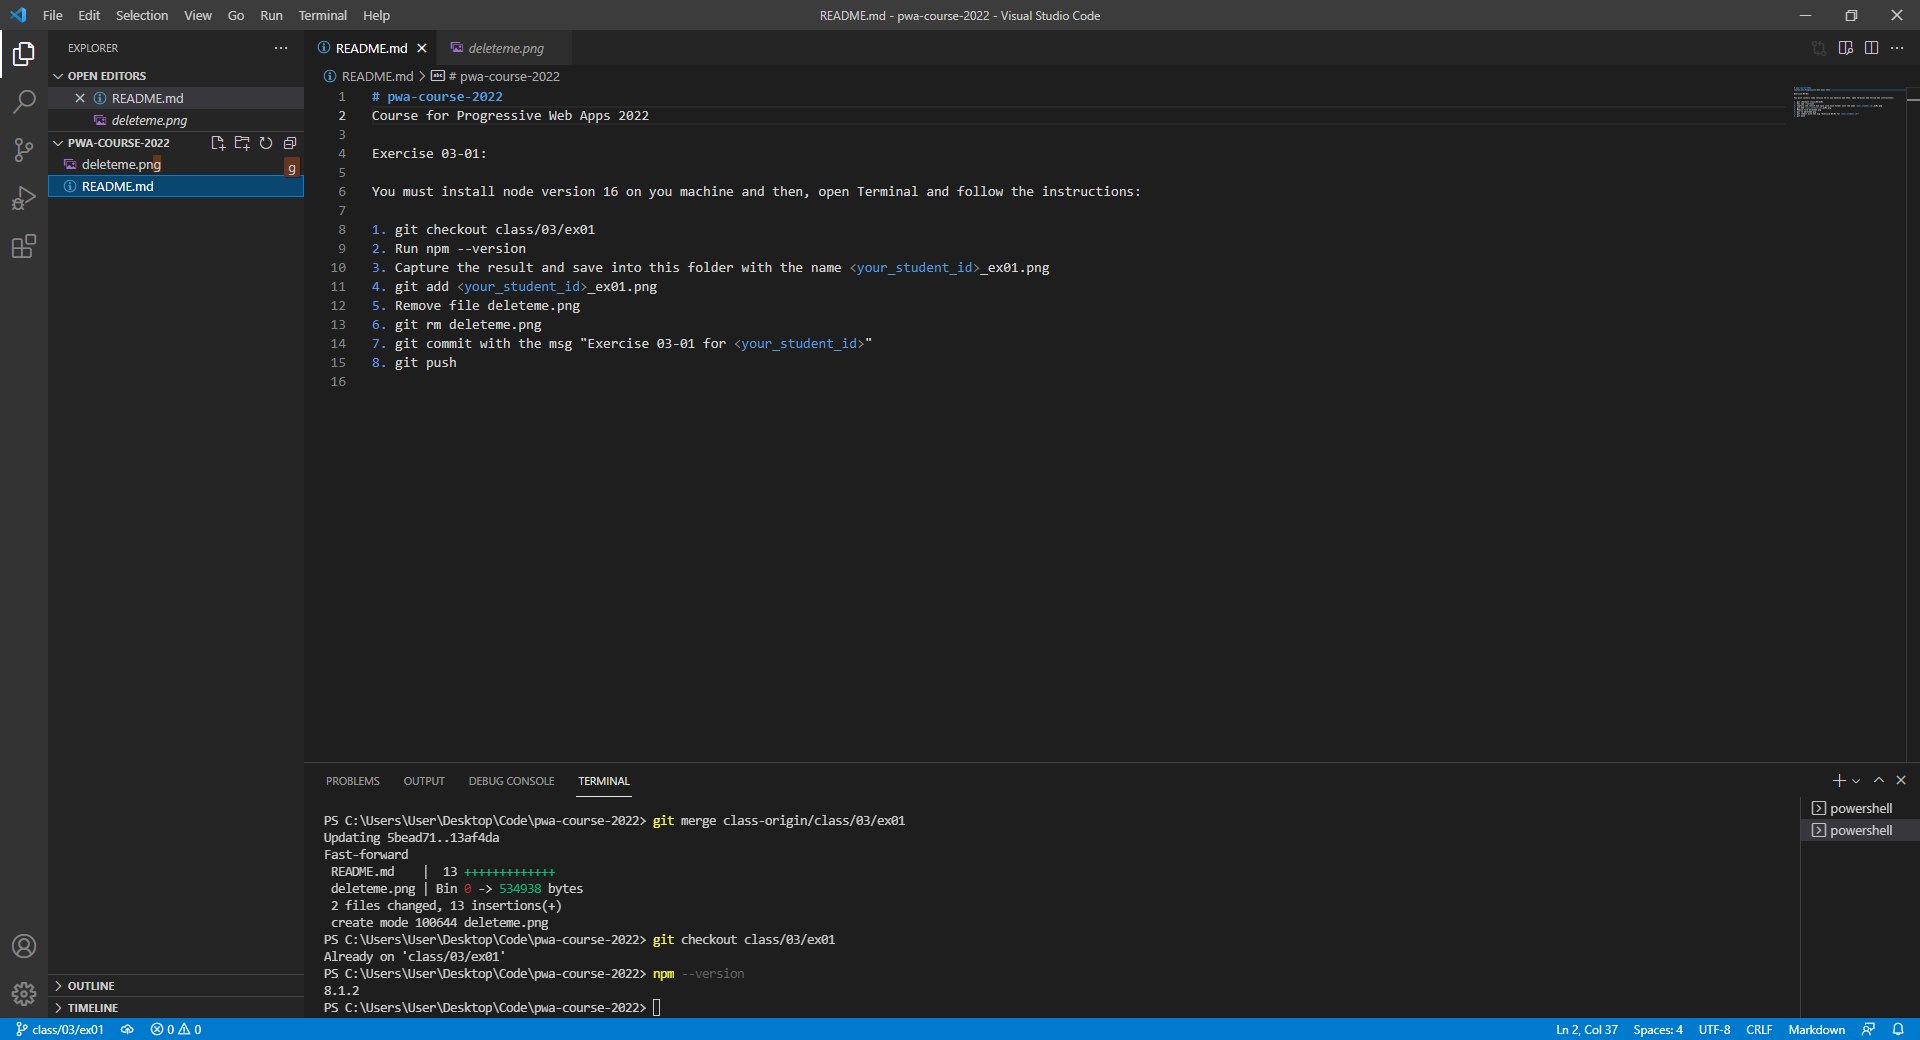 File Edit Selection View Go Run Terminal Help
README.md - pwa-course-2022 - Visual Studio Code
EXPLORER
OPEN EDITORS
README.md
deleteme.png
PWA-COURSE-2022
deleteme.png
g
README.md
OUTLINE
TIMELINE
README.md
deleteme.png
README.md > # pwa-course-2022
1 # pwa-course-2022
2 Course for Progressive Web Apps 2022
3
4 Exercise 03-01:
5
6 You must install node version 16 on you machine and then, open Terminal and follow the instructions:
7
8 1. git checkout class/03/ex01
9 2. Run npm --version
10 3. Capture the result and save into this folder with the name <your_student_id>_ex01.png
11 4. git add <your_student_id>_ex01.png
12 5. Remove file deleteme.png
13 6. git rm deleteme.png
14 7. git commit with the msg "Exercise 03-01 for <your_student_id>"
15 8. git push
16
PROBLEMS OUTPUT DEBUG CONSOLE TERMINAL
PS C:\Users\User\Desktop\Code\pwa-course-2022> git merge class-origin/class/03/ex01
Updating 5bead71..13af4da
Fast-forward
README.md | 13 +++++++++++++
deleteme.png | Bin 0 -> 534938 bytes
2 files changed, 13 insertions(+)
create mode 100644 deleteme.png
PS C:\Users\User\Desktop\Code\pwa-course-2022> git checkout class/03/ex01
Already on 'class/03/ex01'
PS C:\Users\User\Desktop\Code\pwa-course-2022> npm --version
8.1.2
PS C:\Users\User\Desktop\Code\pwa-course-2022>
powershell
powershell
class/03/ex01 0 0
Ln 2, Col 37 Spaces: 4 UTF-8 CRLF Markdown